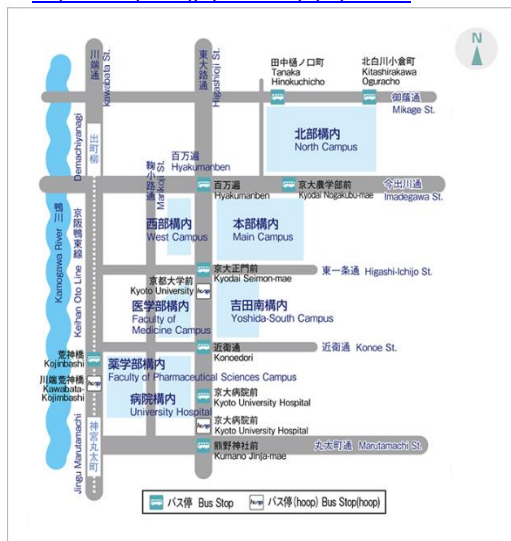 N
川端通
Kawabata St.
東大路通
Higashioji St.
田中樋ノ口町
Tanaka
Hinokuchicho
北白川小倉町
Kitashirakawa
Oguracho
御蔭通
Mikage St.
北部構内
North Campus
出町柳
Demachiyanagi
鞠小路通
Marikoji St.
百万遍
Hyakumanben
百万遍
Hyakumanben
京大農学部前
Kyodai Nogakubu-mae
今出川通
Imadegawa St.
鴨川
Kamogawa River
京阪鴨東線
Keihan Oto Line
西部構内
West Campus
本部構内
Main Campus
京大正門前
Kyodai Seimon-mae
東一条通 Higashi-Ichijo St.
京都大学前
Kyoto University
hoop
医学部構内
Faculty of
Medicine Campus
吉田南構内
Yoshida-South Campus
近衛通
Konoedori
近衛通 Konoe St.
荒神橋
Kojinbashi
薬学部構内
Faculty of Pharmaceutical Sciences Campus
川端荒神橋
Kawabata-
Kojimbashi
hoop
病院構内
University Hospital
京大病院前
Kyoto University Hospital
hoop
京大病院前
Kyoto University Hospital
神宮丸太町
Jingu Marutamachi
熊野神社前
Kumano Jinja-mae
丸太町通 Marutamachi St.
バス停 Bus Stop
hoop
バス停(hoop) Bus Stop(hoop)